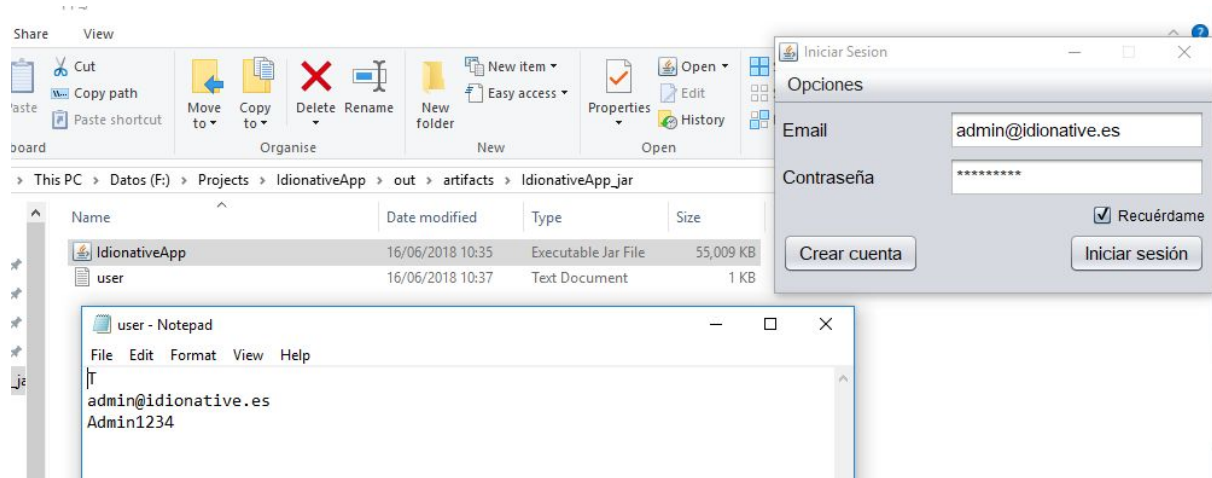 Share View
Iniciar Sesion
Cut
Copy path
Paste shortcut
Move to
Copy to
Delete
Rename
New folder
New item
Easy access
Properties
Open
Edit
History
Organise
New
Open
Opciones
Email
admin@idionative.es
Contraseña
*********
Recuérdame
Crear cuenta
Iniciar sesión
This PC > Datos (F:) > Projects > IdionativeApp > out > artifacts > IdionativeApp_jar
Name Date modified Type Size
IdionativeApp 16/06/2018 10:35 Executable Jar File 55,009 KB
user 16/06/2018 10:37 Text Document 1 KB
user - Notepad
File Edit Format View Help
T
admin@idionative.es
Admin1234